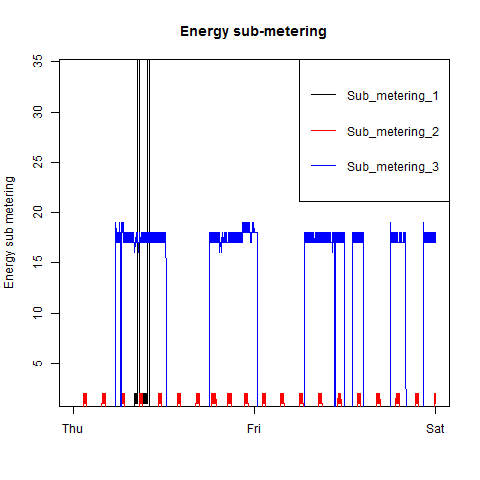 Energy sub-metering
Energy sub metering
35
30
25
20
15
10
5
Sub_metering_1
Sub_metering_2
Sub_metering_3
Thu
Fri
Sat